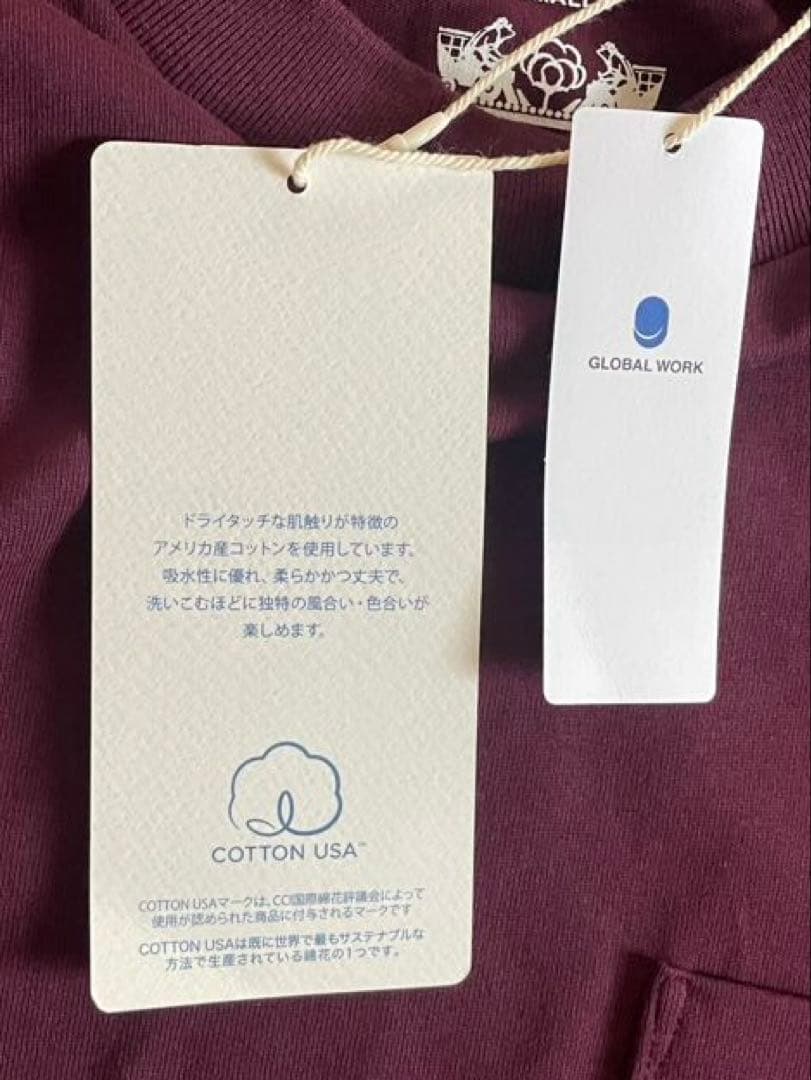 GLOBAL WORK
ドライタッチな肌触りが特徴の
アメリカ産コットンを使用しています。
吸水性に優れ、柔らかかつ丈夫で、
洗いこむほどに独特の風合い・色合いが
楽しめます。
COTTON USA™
COTTON USAマークは、CCI国際綿花評議会によって
使用が認められた商品に付与されるマークです
COTTON USAは既に世界で最もサステナブルな
方法で生産されている綿花の1つです。